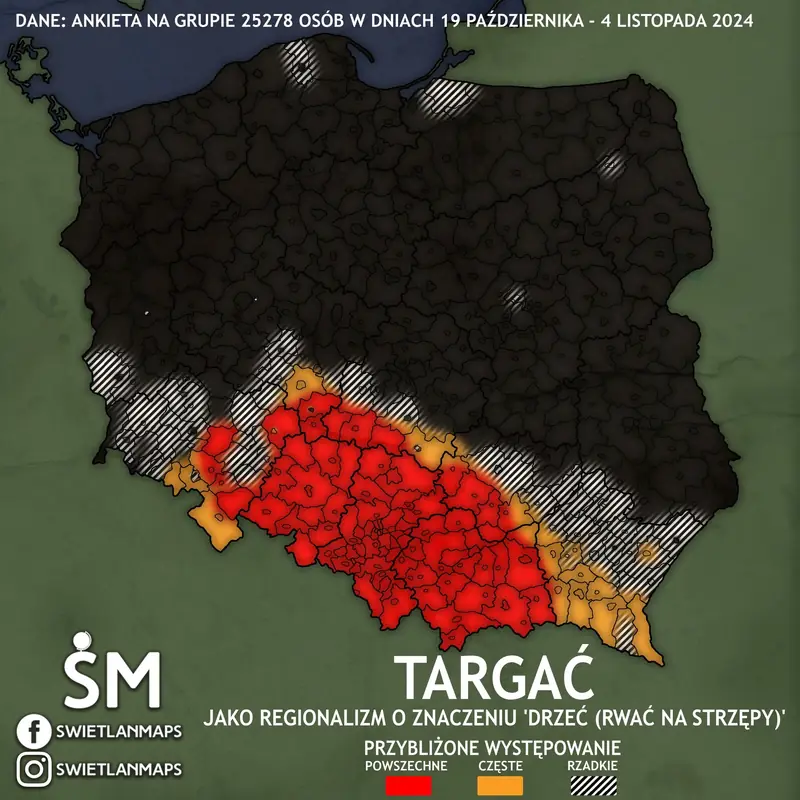 DANE: ANKIETA NA GRUPIE 25278 OSÓB W DNIACH 19 PAŹDZIERNIKA - 4 LISTOPADA 2024
ŚM
SWIETLANMAPS
SWIETLANMAPS
TARGAĆ
JAKO REGIONALIZM O ZNACZENIU 'DRZEĆ (RWAĆ NA STRZĘPY)'
PRZYBLIŻONE WYSTĘPOWANIE
POWSZECHNE CZĘSTE RZADKIE